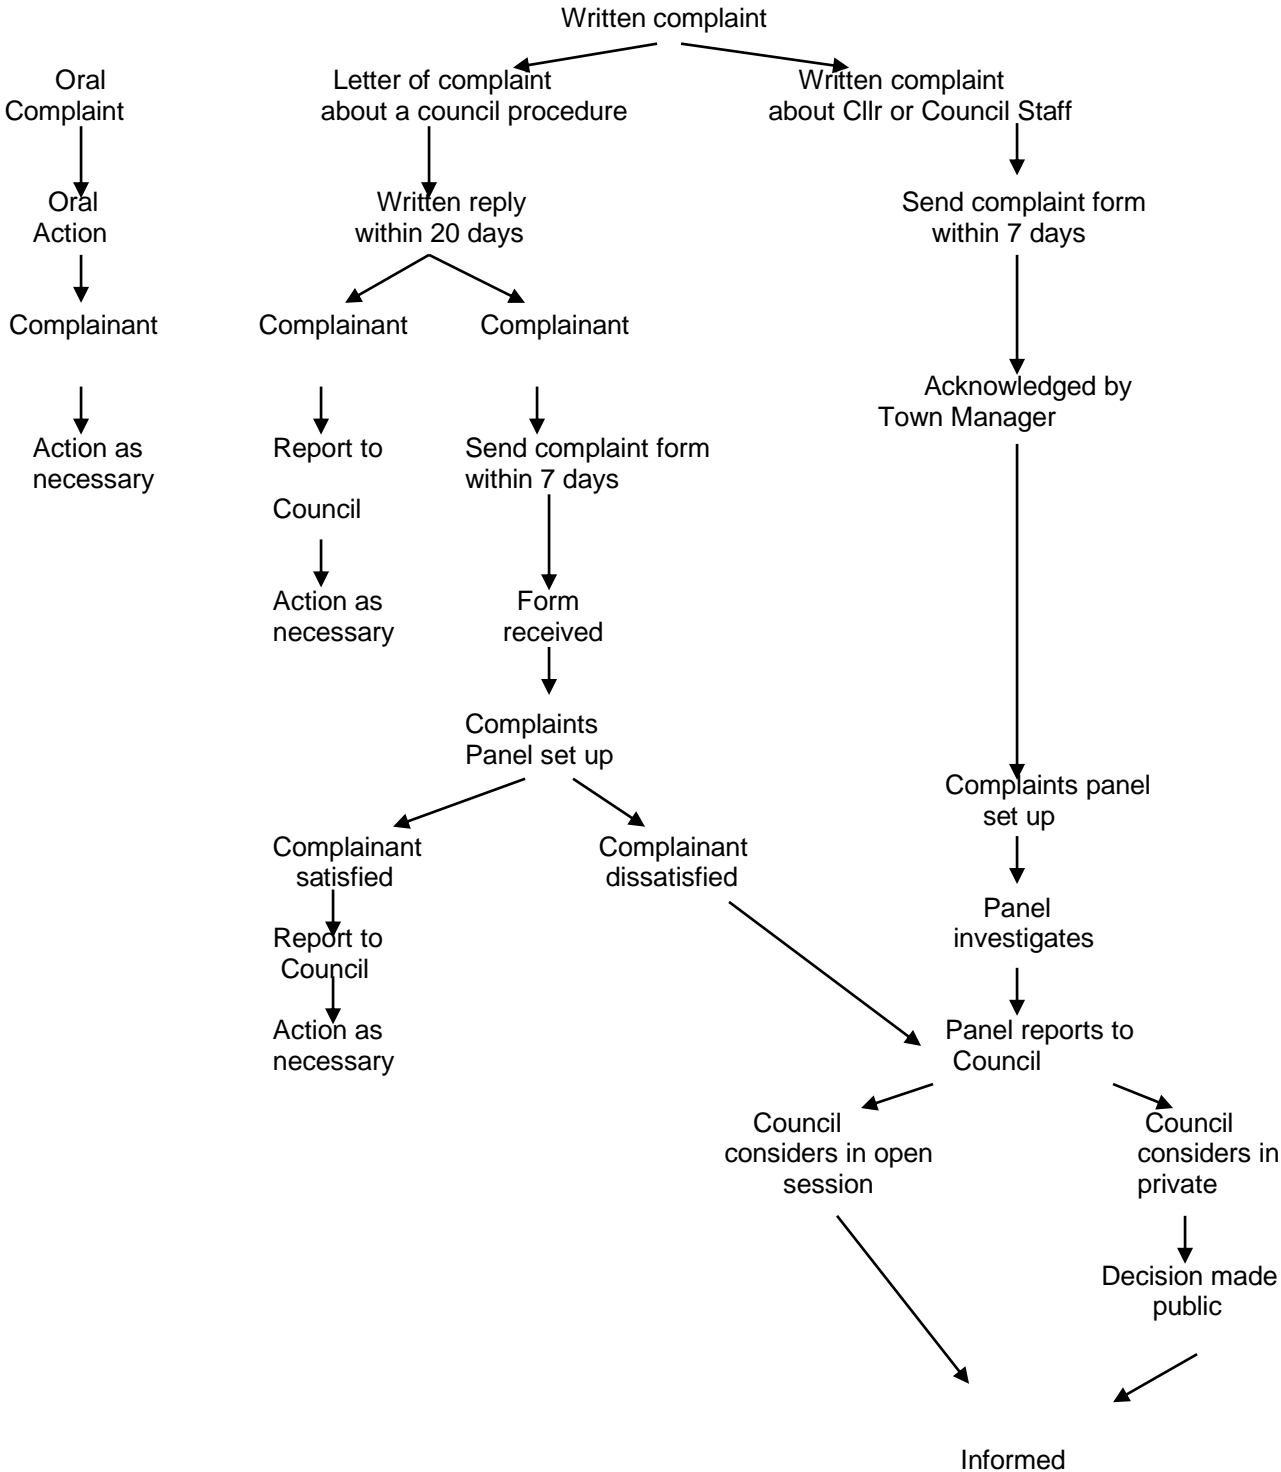 Written complaint
Oral
Complaint
Letter of complaint
about a council procedure
Written complaint
about Cllr or Council Staff
Oral
Action
Written reply
within 20 days
Send complaint form
within 7 days
Complainant
Complainant
Complainant
Acknowledged by
Town Manager
Action as
necessary
Report to
Council
Send complaint form
within 7 days
Action as
necessary
Form
received
Complaints
Panel set up
Complaints panel
set up
Complainant
satisfied
Complainant
dissatisfied
Panel
investigates
Report to
Council
Action as
necessary
Panel reports to
Council
Council
considers in open
session
Council
considers in
private
Decision made
public
Informed